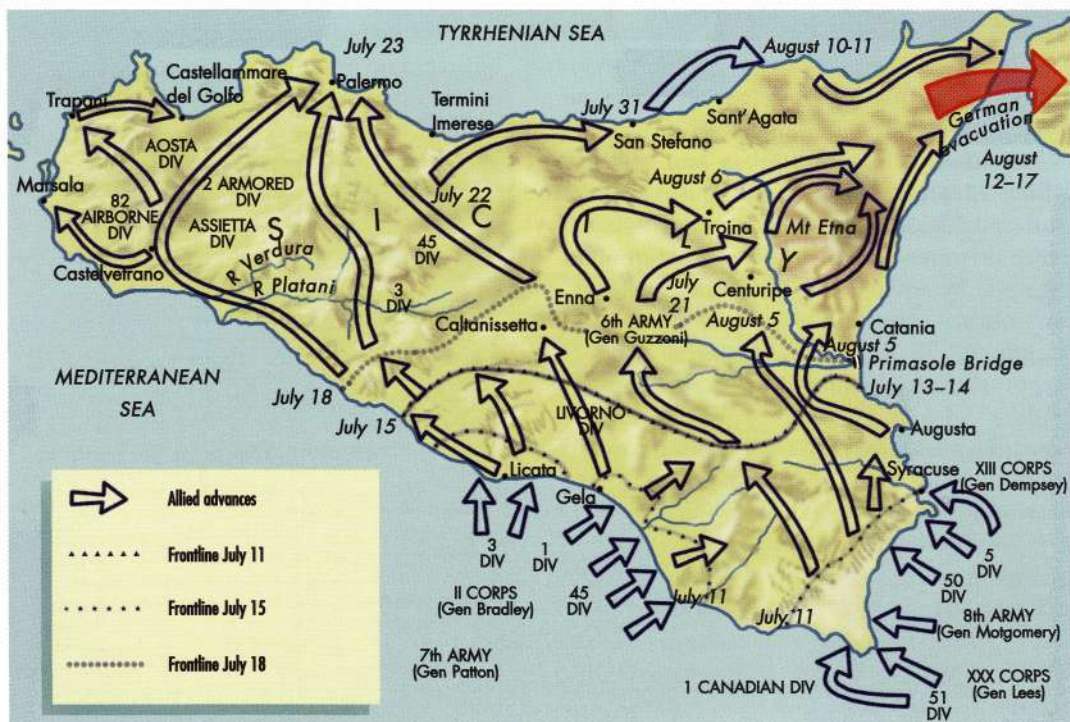 TYRRHENIAN SEA
July 23
August 10-11
Castellammare
del Golfo
Palermo
Trapani
Termini
Imerese
July 31
San Stefano
Sant'Agata
German
evacuation
August
12–17
AOSTA
DIV
Marsala
82
AIRBORNE
DIV
2 ARMORED
DIV
ASSIETTA
DIV
S
I
C
I
L
Y
July
22
August 6
Troina
Mt Etna
45
DIV
Castelvetrano
R Verdura
R Platani
3
DIV
Enna
July
21
Centuripe
Caltanissetta
6th ARMY
(Gen Guzzoni)
August 5
Catania
August 5
Primasole Bridge
July 13–14
MEDITERRANEAN
SEA
July 18
July 15
LIVORNO
DIV
Augusta
Licata
Gela
Syracuse
XIII CORPS
(Gen Dempsey)
3
DIV
1
DIV
5
DIV
II CORPS
(Gen Bradley)
45
DIV
50
DIV
July 11
July 11
8th ARMY
(Gen Motgomery)
7th ARMY
(Gen Patton)
1 CANADIAN DIV
51
DIV
XXX CORPS
(Gen Lees)
Allied advances
Frontline July 11
Frontline July 15
Frontline July 18